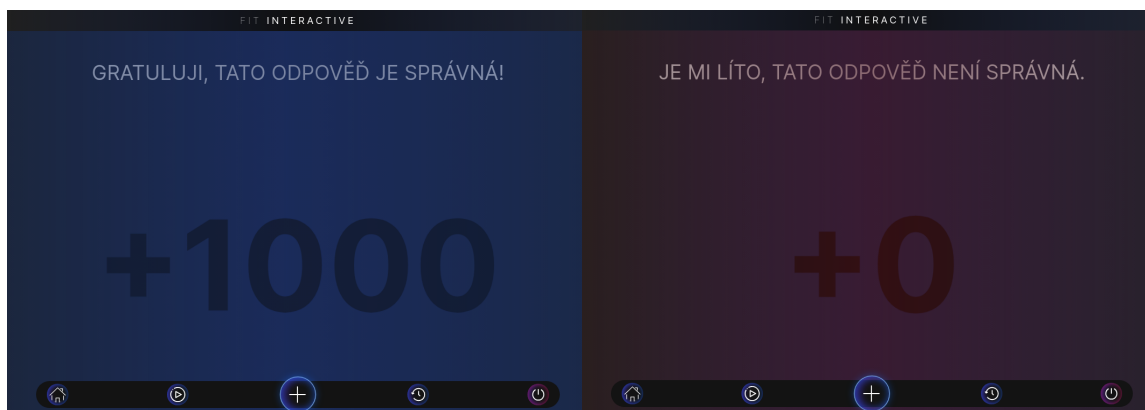 FIT INTERACTIVE
GRATULUJI, TATO ODPOVĚĎ JE SPRÁVNÁ!
+1000
FIT INTERACTIVE
JE MI LÍTO, TATO ODPOVĚĎ NENÍ SPRÁVNÁ.
+0